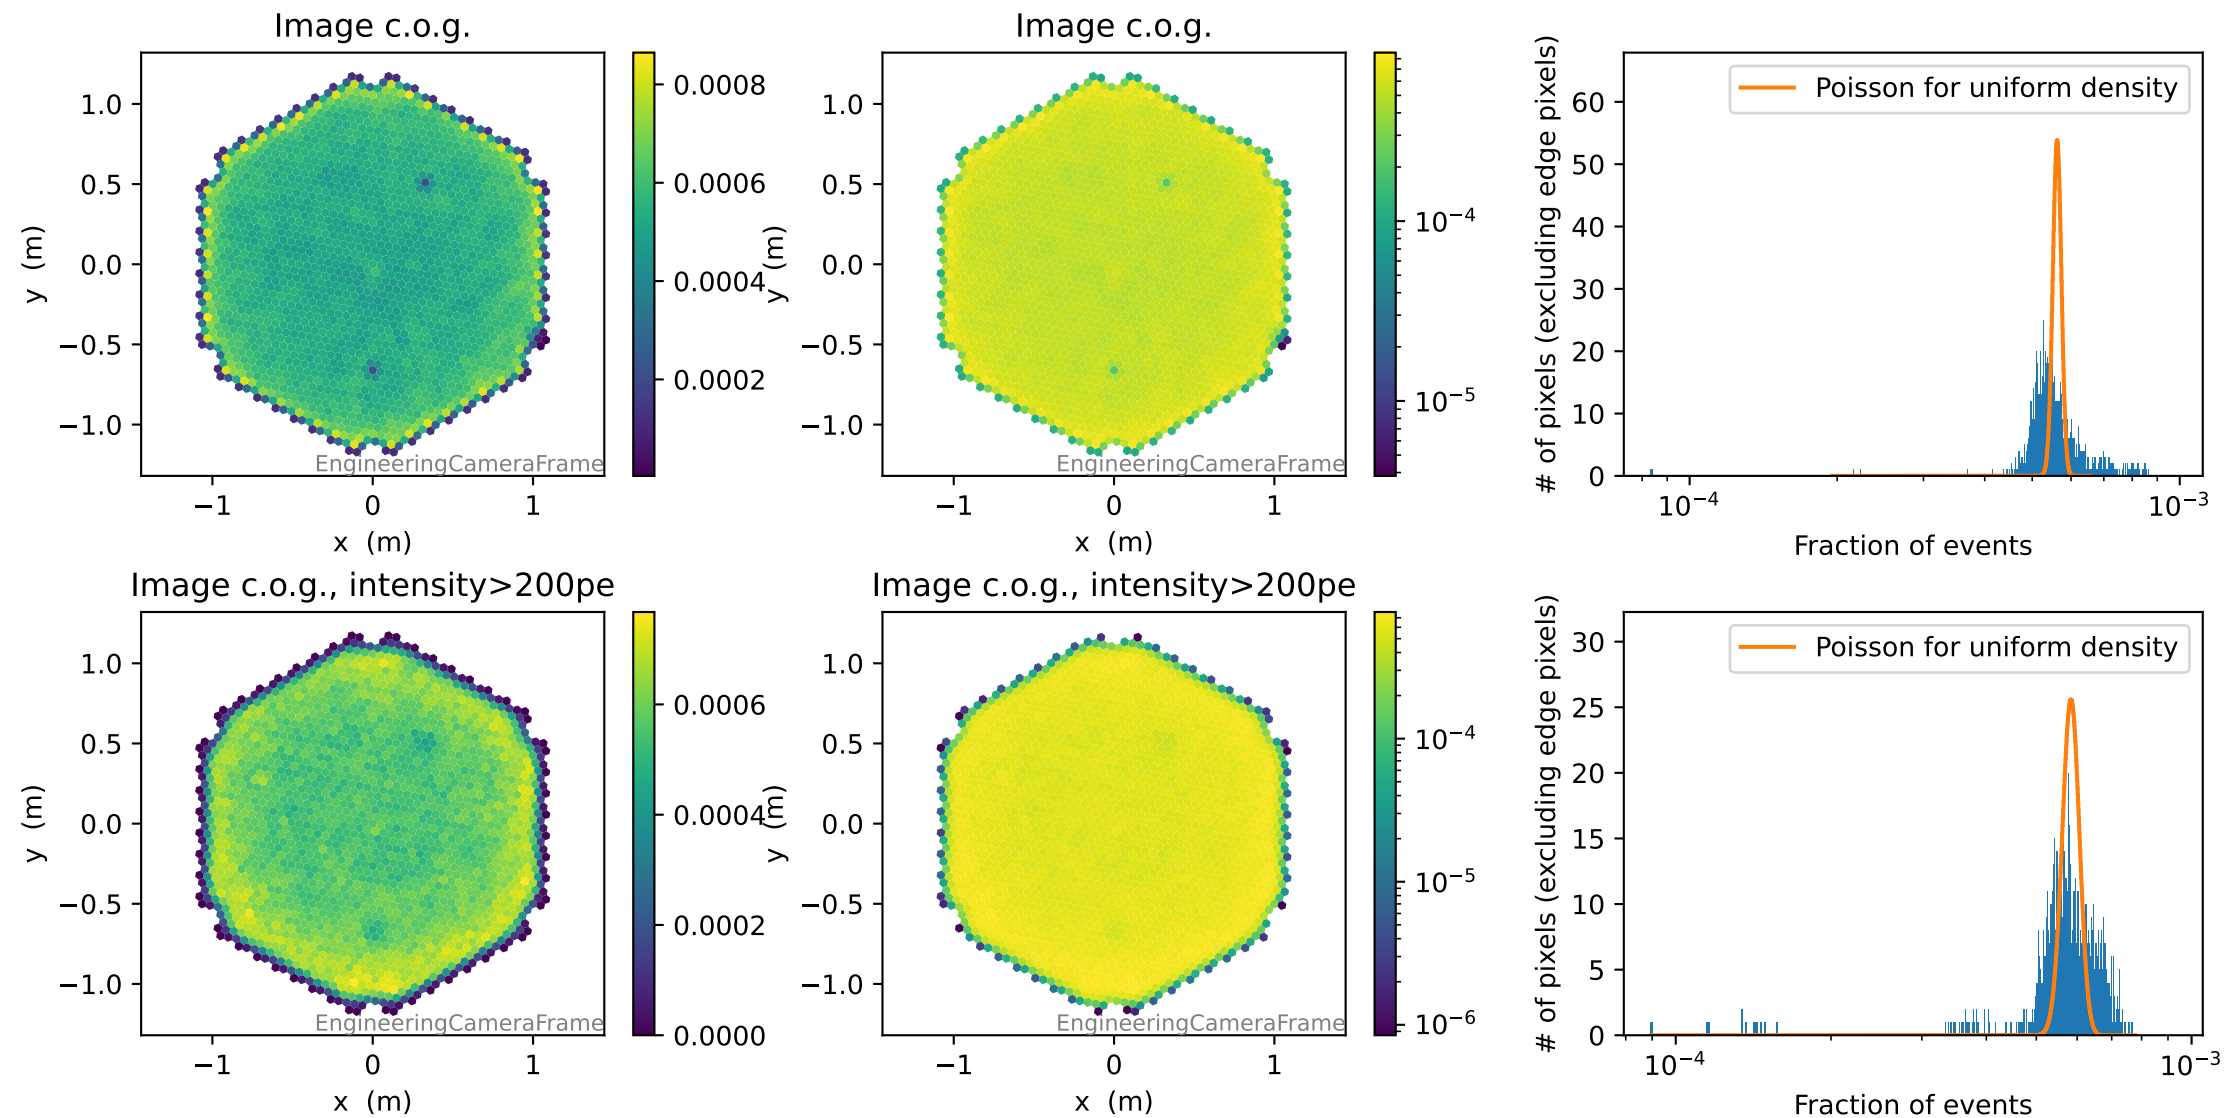 Image c.o.g.
y (m)
1.0
0.5
0.0
−0.5
−1.0
−1
0
1
x (m)
EngineeringCameraFrame
0.0008
0.0006
0.0004
0.0002
Image c.o.g.
y (m)
1.0
0.5
0.0
−0.5
−1.0
−1
0
1
x (m)
EngineeringCameraFrame
10⁻⁴
10⁻⁵
# of pixels (excluding edge pixels)
60
50
40
30
20
10
0
Poisson for uniform density
10⁻⁴
10⁻³
Fraction of events
Image c.o.g., intensity>200pe
y (m)
1.0
0.5
0.0
−0.5
−1.0
−1
0
1
x (m)
EngineeringCameraFrame
0.0006
0.0004
0.0002
0.0000
Image c.o.g., intensity>200pe
y (m)
1.0
0.5
0.0
−0.5
−1.0
−1
0
1
x (m)
EngineeringCameraFrame
10⁻⁴
10⁻⁵
10⁻⁶
# of pixels (excluding edge pixels)
30
25
20
15
10
5
0
Poisson for uniform density
10⁻⁴
10⁻³
Fraction of events